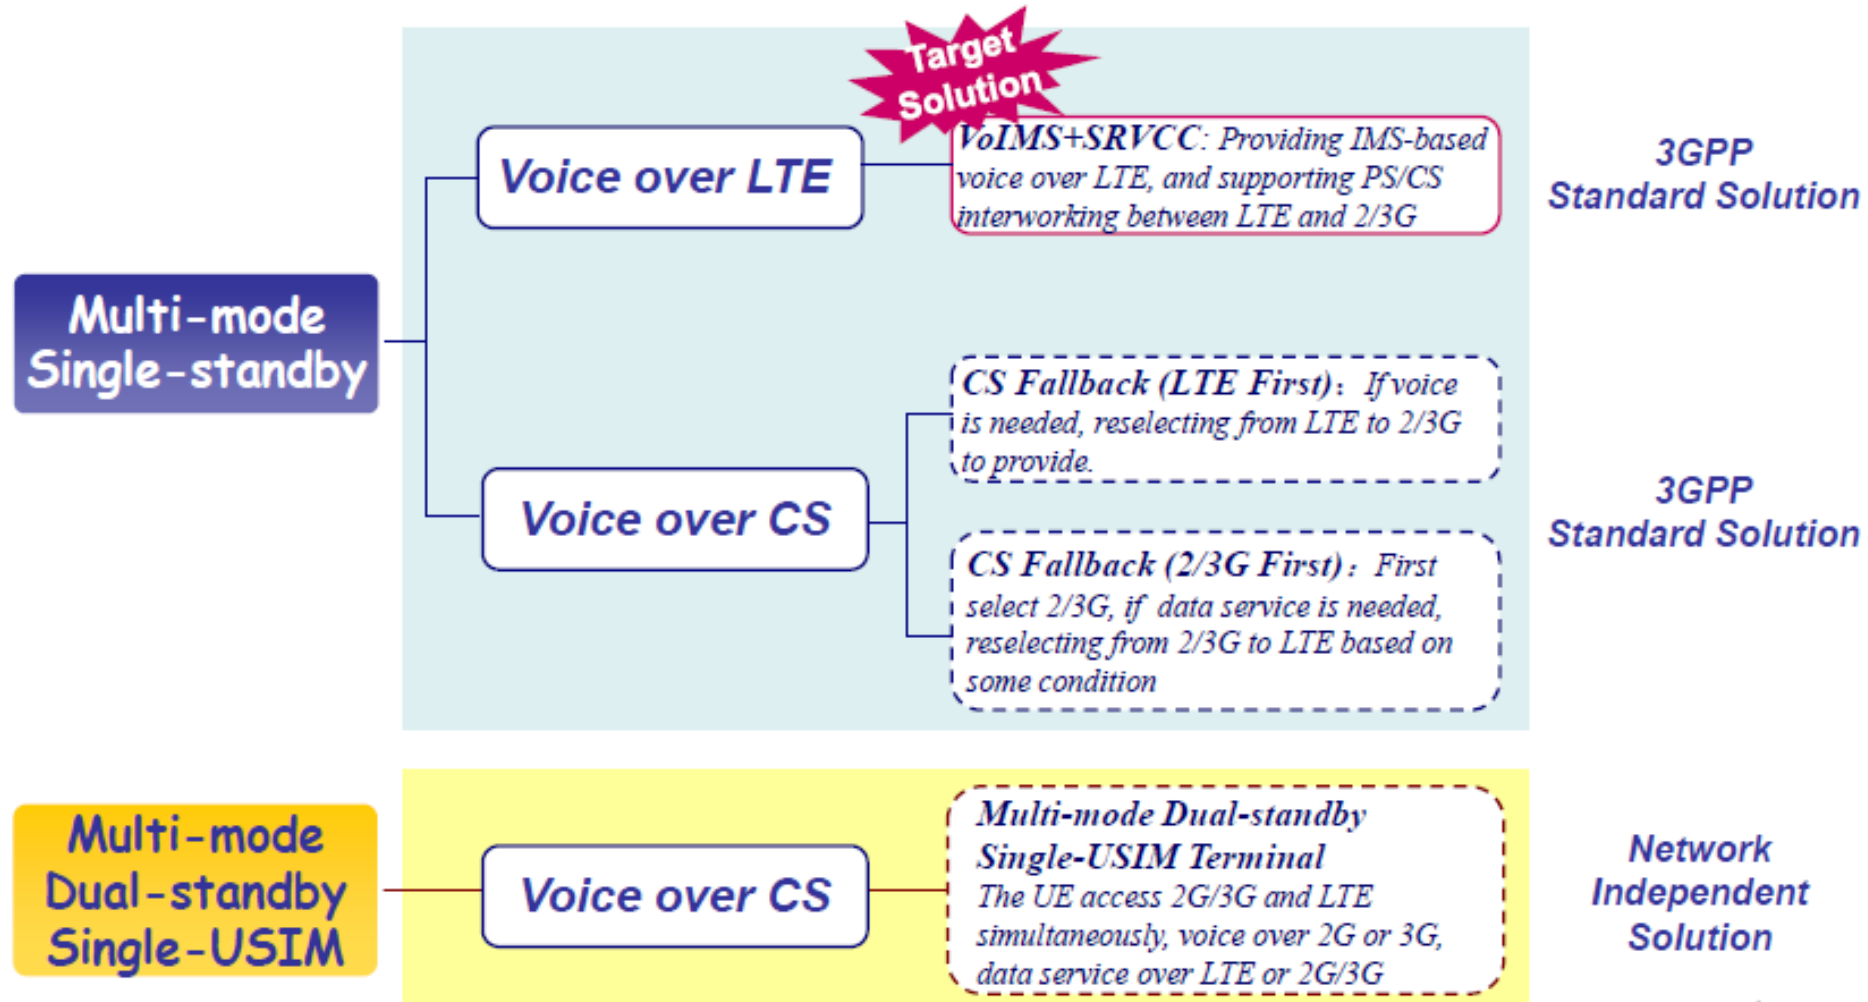 Target
Solution
Voice over LTE
VoIMS+SRVCC: Providing IMS-based
voice over LTE, and supporting PS/CS
interworking between LTE and 2/3G
3GPP
Standard Solution
Multi-mode
Single-standby
CS Fallback (LTE First)：If voice
is needed, reselecting from LTE to 2/3G
to provide.
Voice over CS
3GPP
Standard Solution
CS Fallback (2/3G First)：First
select 2/3G, if data service is needed,
reselecting from 2/3G to LTE based on
some condition
Multi-mode
Dual-standby
Single-USIM
Voice over CS
Multi-mode Dual-standby
Single-USIM Terminal
The UE access 2G/3G and LTE
simultaneously, voice over 2G or 3G,
data service over LTE or 2G/3G
Network
Independent
Solution